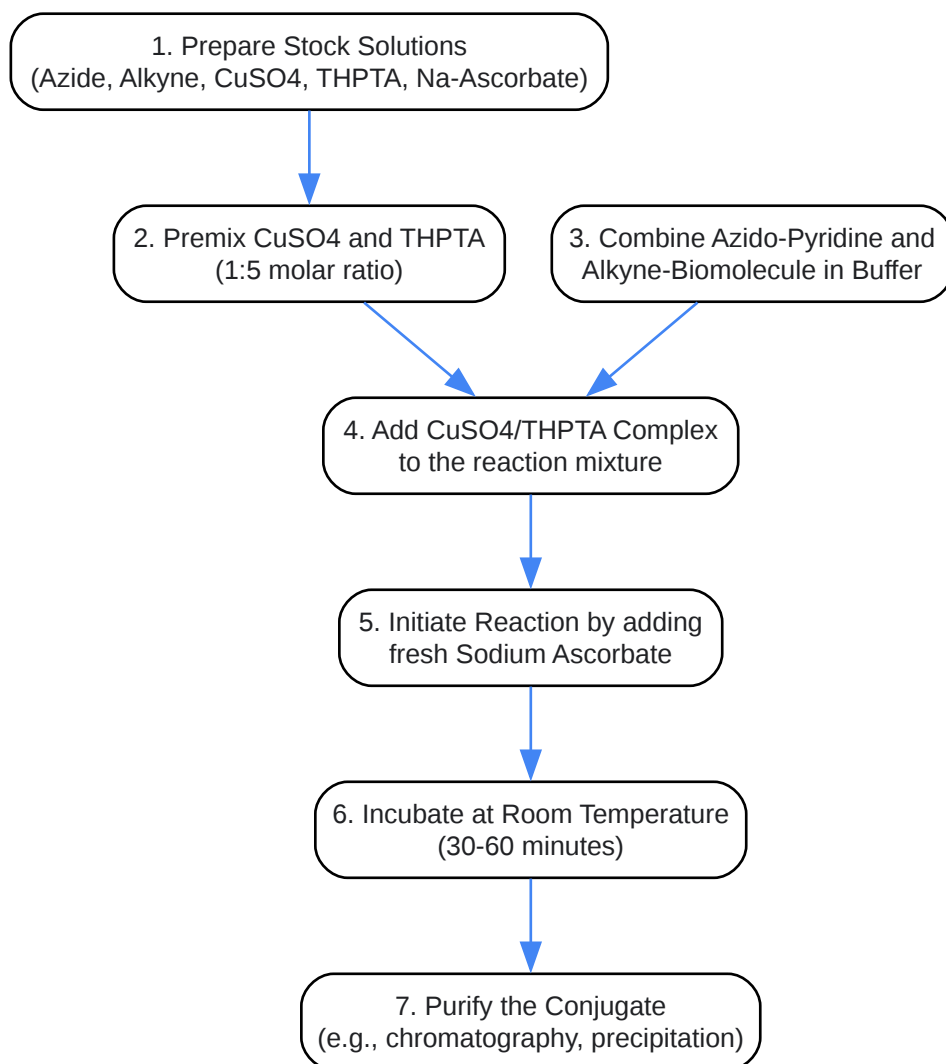 1. Prepare Stock Solutions
(Azide, Alkyne, CuSO4, THPTA, Na-Ascorbate)
2. Premix CuSO4 and THPTA
(1:5 molar ratio)
3. Combine Azido-Pyridine and
Alkyne-Biomolecule in Buffer
4. Add CuSO4/THPTA Complex
to the reaction mixture
5. Initiate Reaction by adding
fresh Sodium Ascorbate
6. Incubate at Room Temperature
(30-60 minutes)
7. Purify the Conjugate
(e.g., chromatography, precipitation)